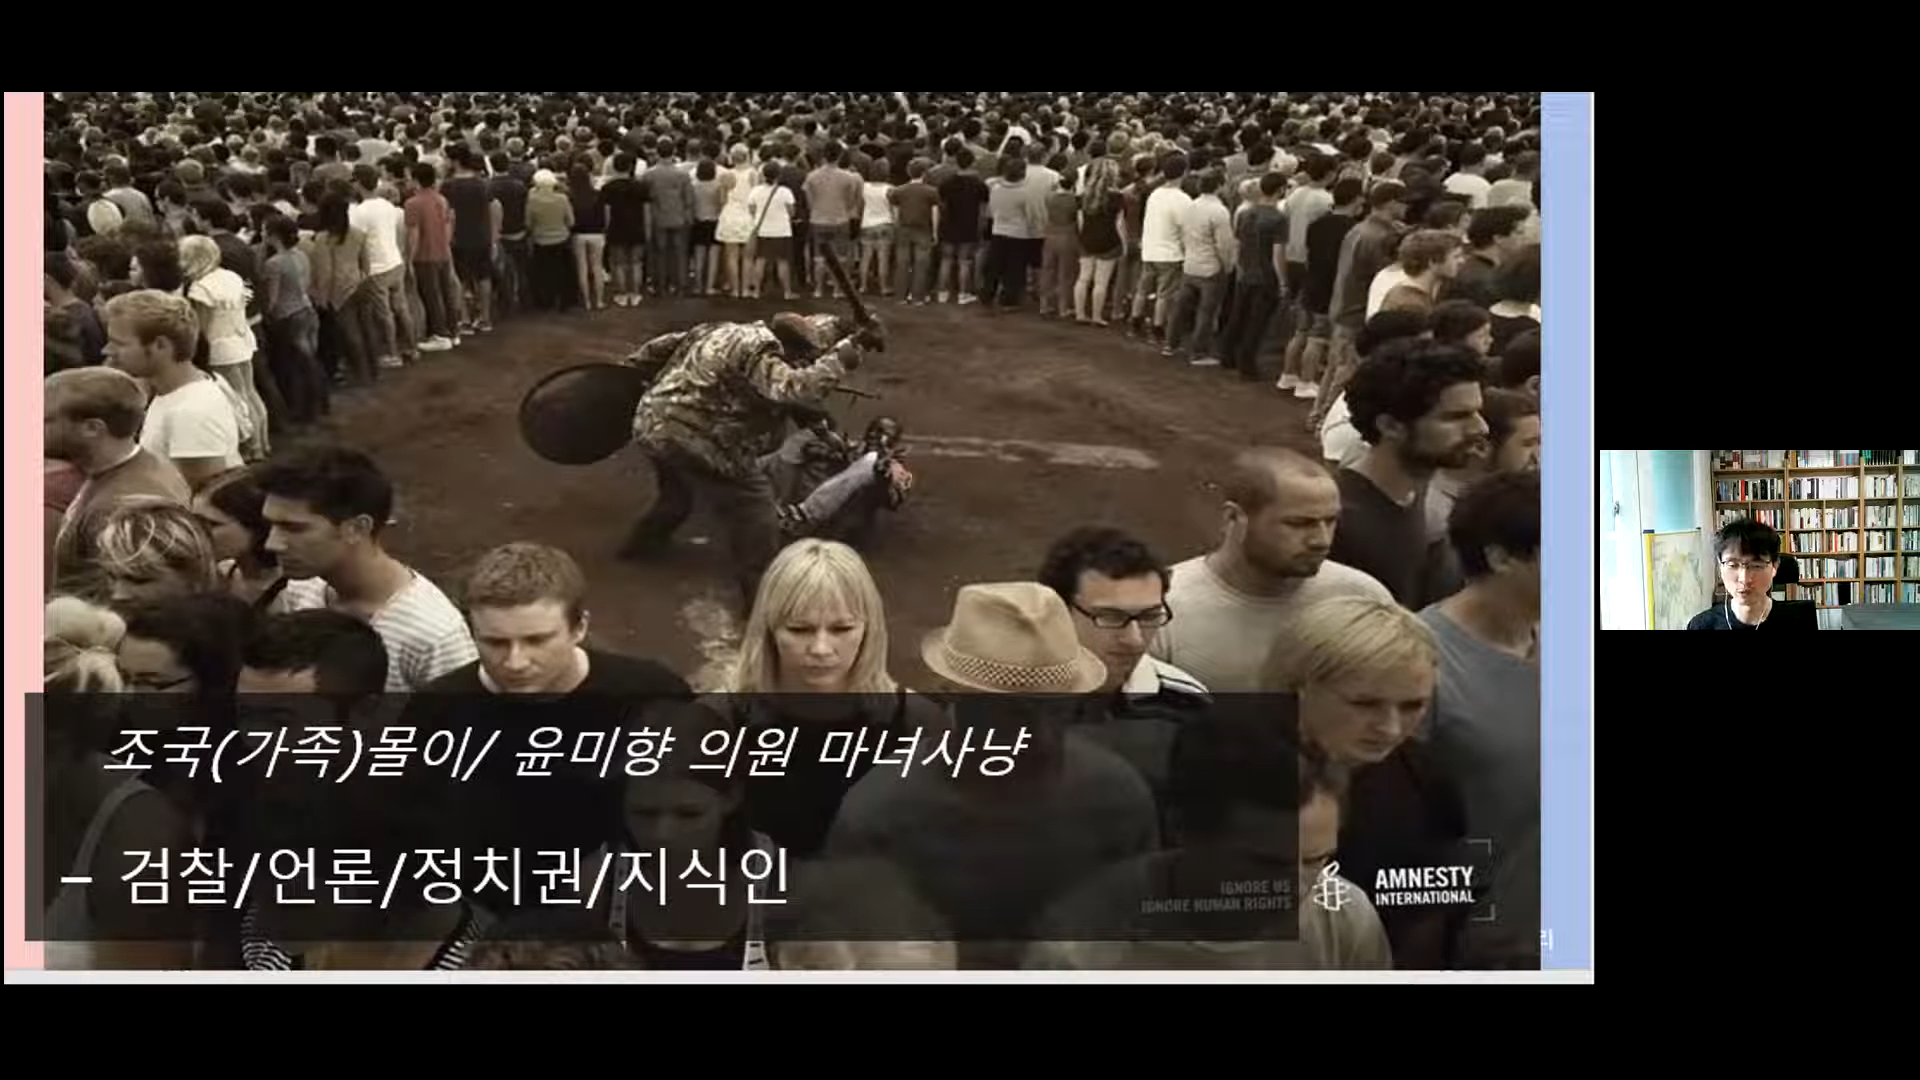 조국(가족)몰이/ 윤미향 의원 마녀사냥
– 검찰/언론/정치권/지식인
IGNORE US
IGNORE HUMAN RIGHTS
AMNESTY
INTERNATIONAL
리